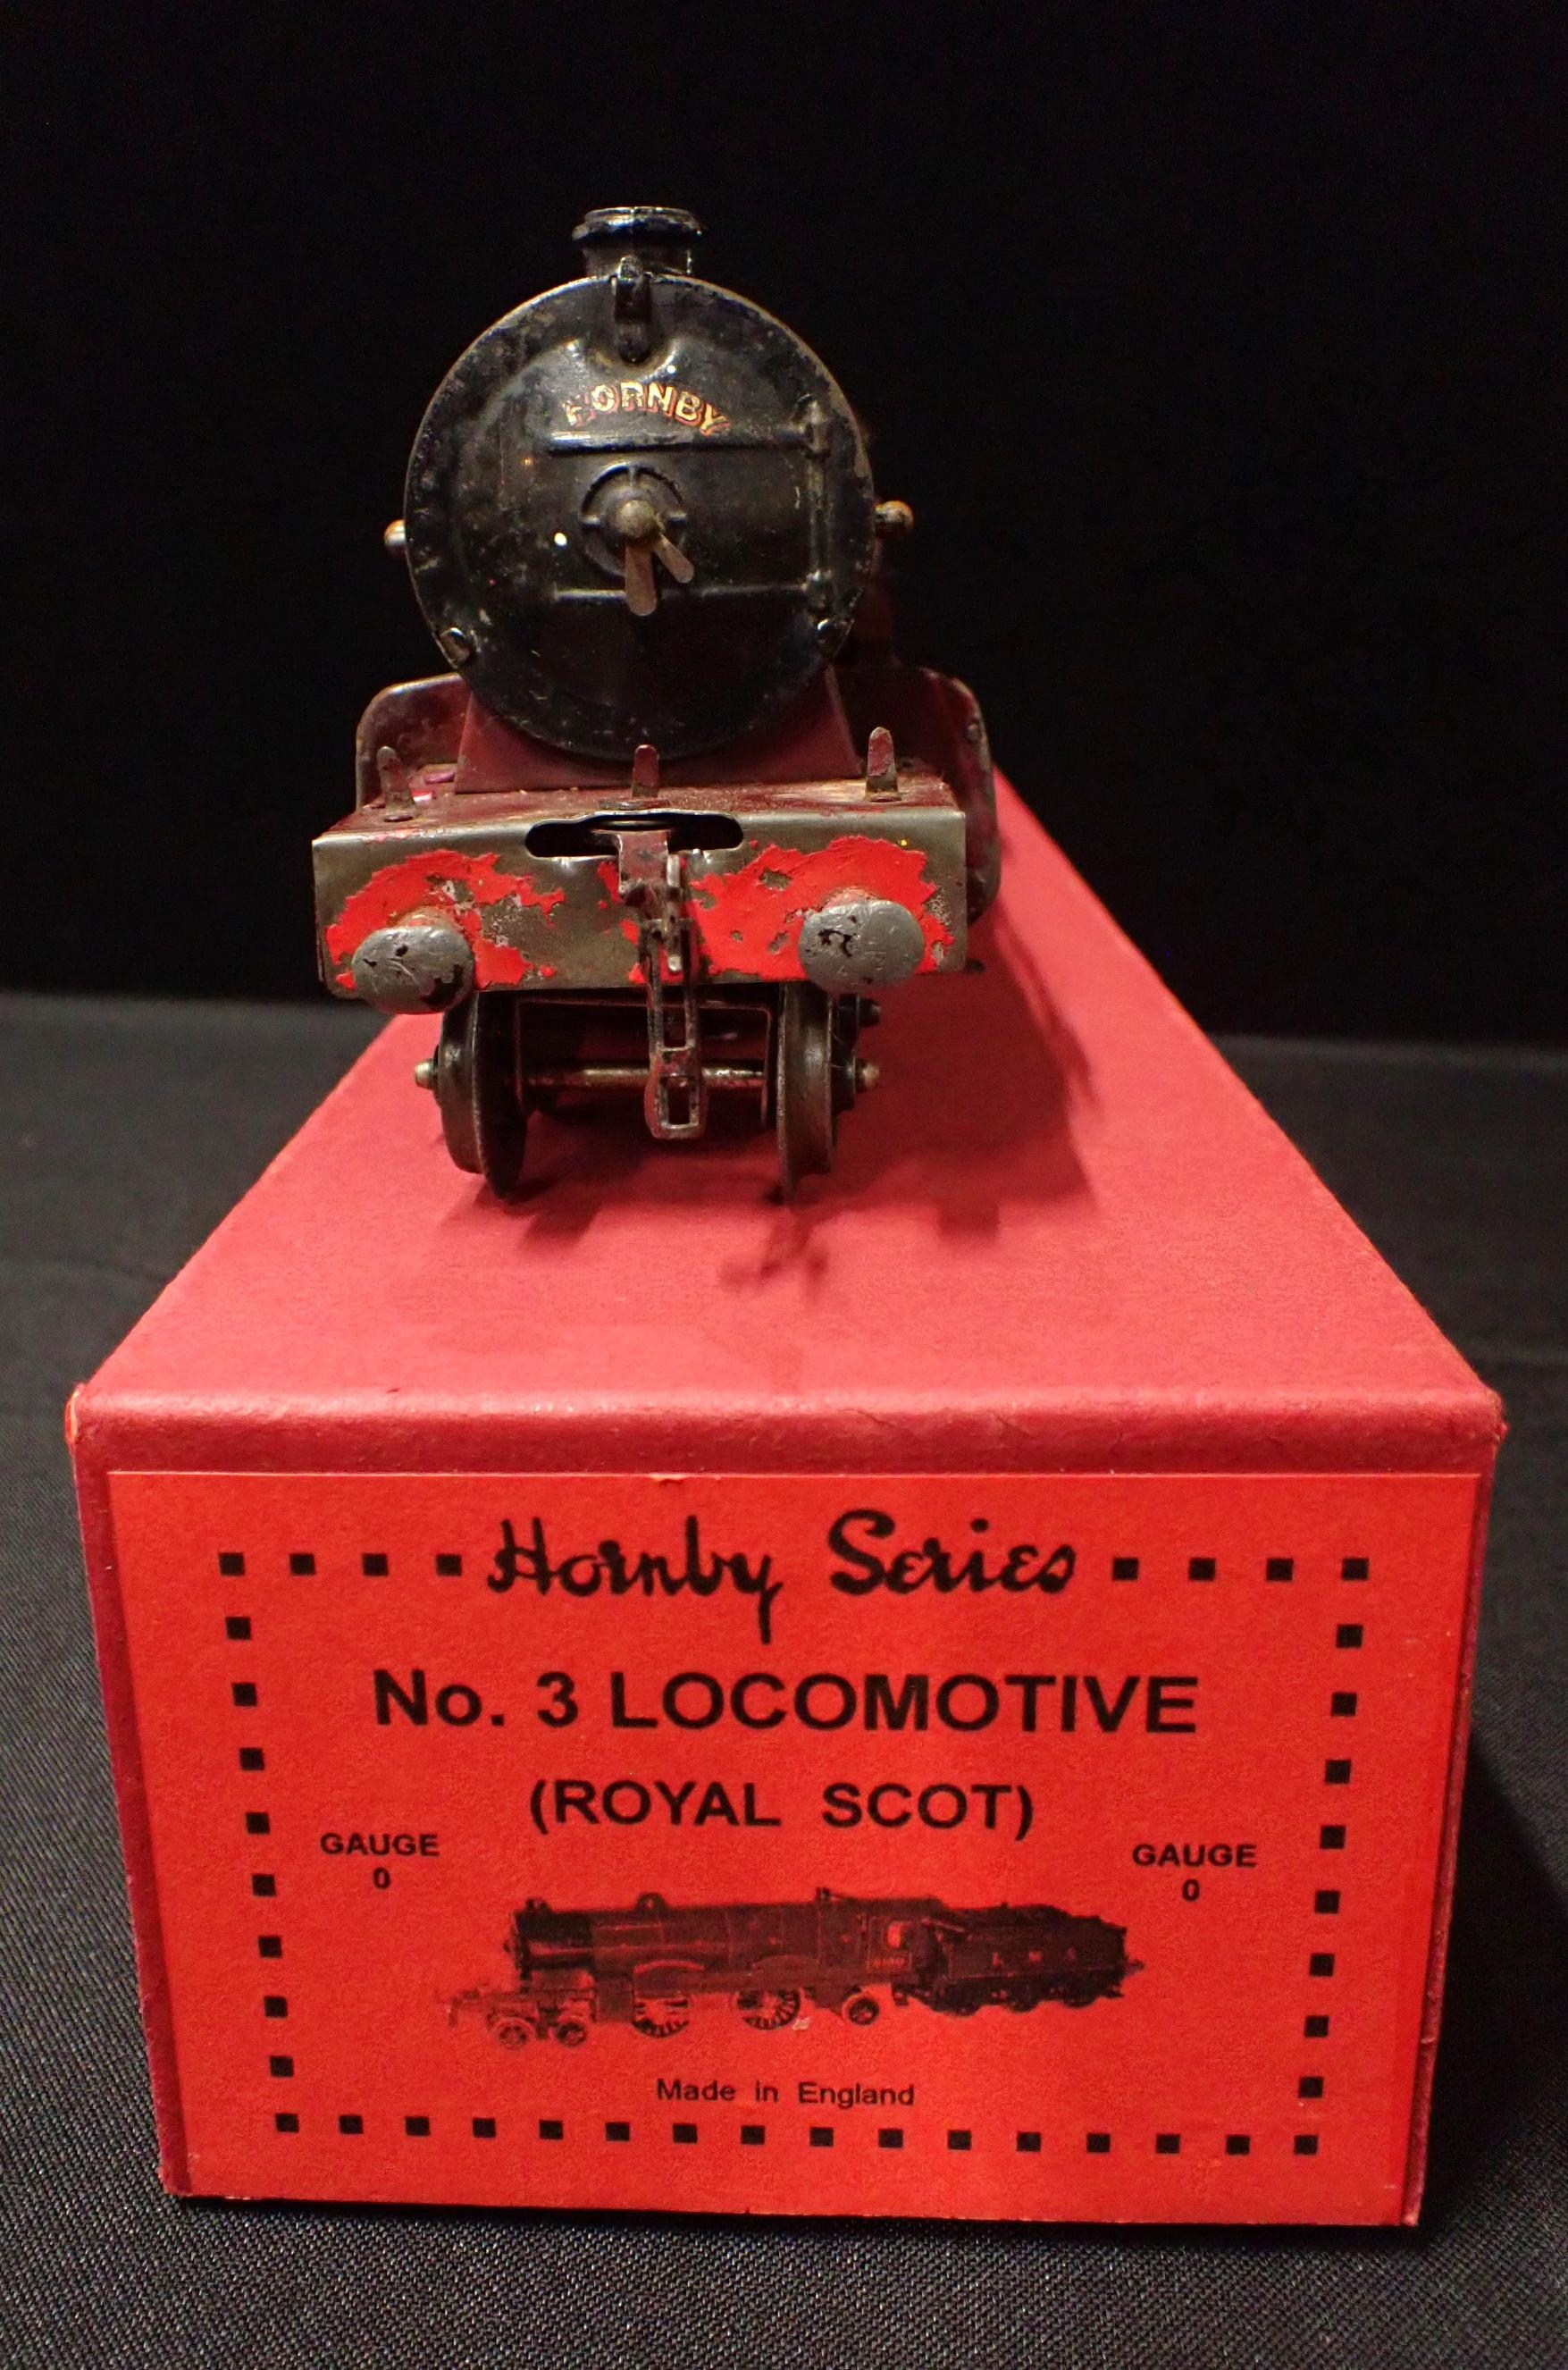 HORNBY
Hornby Series
No. 3 LOCOMOTIVE
(ROYAL SCOT)
GAUGE
0
GAUGE
0
L M S
Made in England